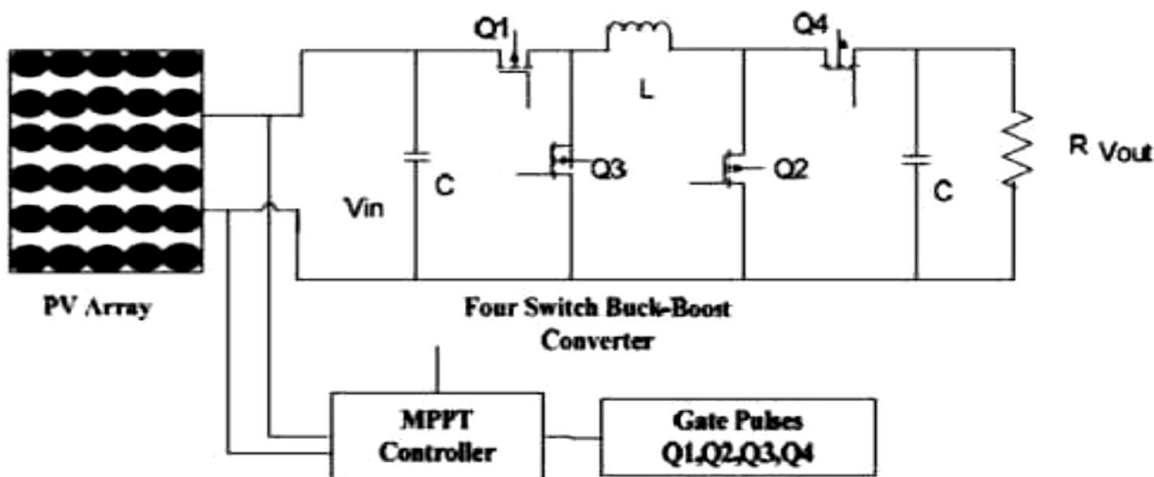 Q1
Q4
L
R Vout
Q3
Q2
C
C
Vin
PV Array
Four Switch Buck-Boost
Converter
MPPT
Controller
Gate Pulses
Q1,Q2,Q3,Q4